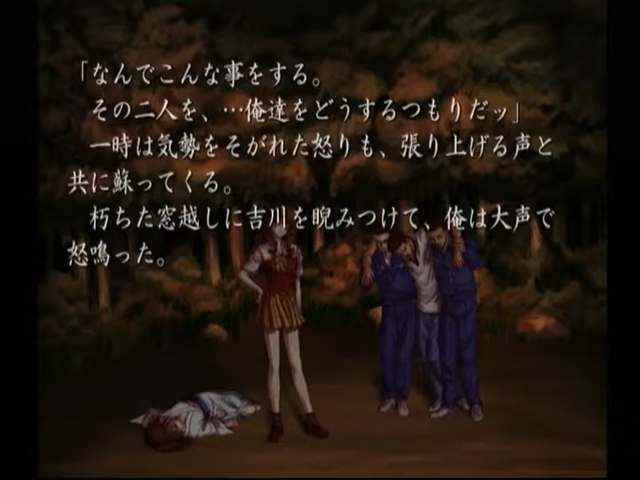 「なんでこんな事をする。
その二人を、…俺達をどうするつもりだッ」
一時は気勢をそがれた怒りも、張り上げる声と
共に蘇ってくる。
朽ちた窓越しに吉川を睨みつけて、俺は大声で
怒鳴った。